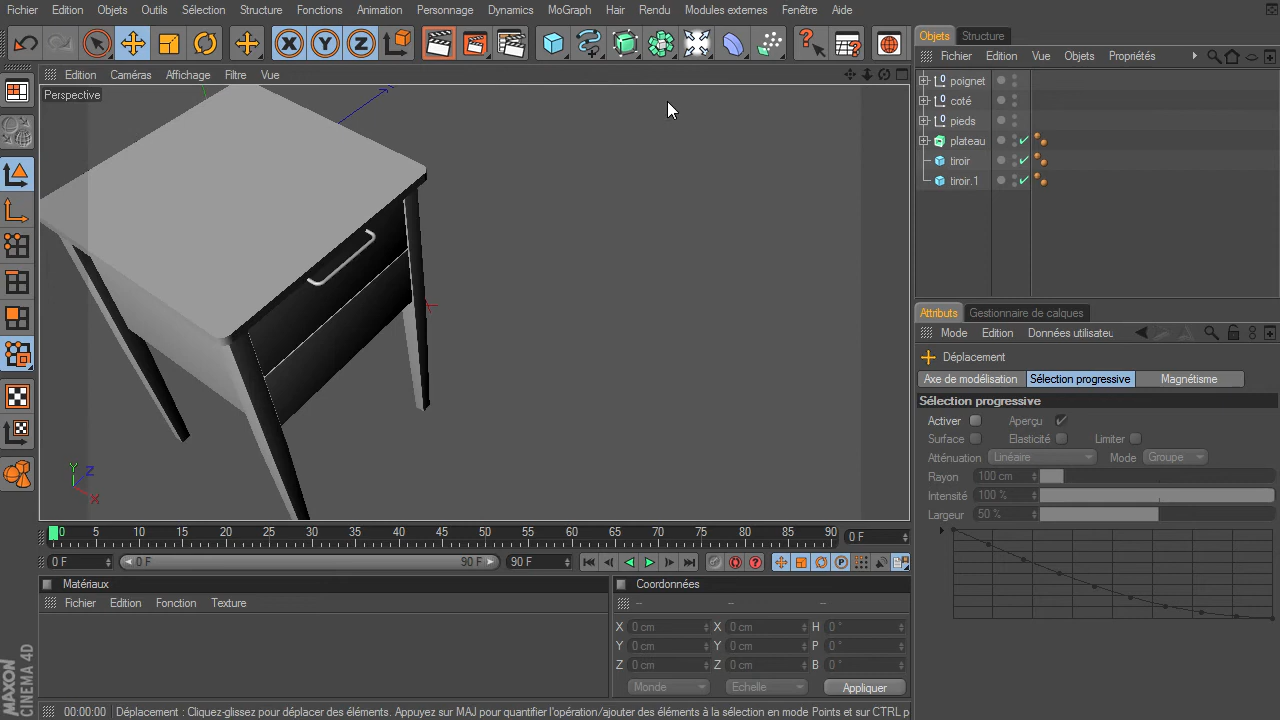 Fichier Edition Objets Outils Sélection Structure Fonctions Animation Personnage Dynamics MoGraph Hair Rendu Modules externes Fenêtre Aide
Objets Structure
Edition Caméras Affichage Filtre Vue
Fichier Edition Vue Objets Propriétés
Perspective
poignet
coté
pieds
plateau
tiroir
tiroir.1
Y
Z
X
Attributs Gestionnaire de calques
Mode Edition Données utilisateu
Déplacement
Axe de modélisation Sélection progressive Magnétisme
Sélection progressive
Activer Aperçu
Surface Elasticité Limiter
Atténuation Linéaire Mode Groupe
Rayon 100 cm
Intensité 100 %
Largeur 50 %
0 5 10 15 20 25 30 35 40 45 50 55 60 65 70 75 80 85 90 0 F
0 F 0 F 90 F 90 F
Matériaux
Fichier Edition Fonction Texture
Coordonnées
-- -- --
X 0 cm X 0 cm H 0 °
Y 0 cm Y 0 cm P 0 °
Z 0 cm Z 0 cm B 0 °
Monde Echelle Appliquer
MAXON CINEMA 4D
00:00:00 Déplacement : Cliquez-glissez pour déplacer des éléments. Appuyez sur MAJ pour quantifier l'opération/ajouter des éléments à la sélection en mode Points et sur CTRL p